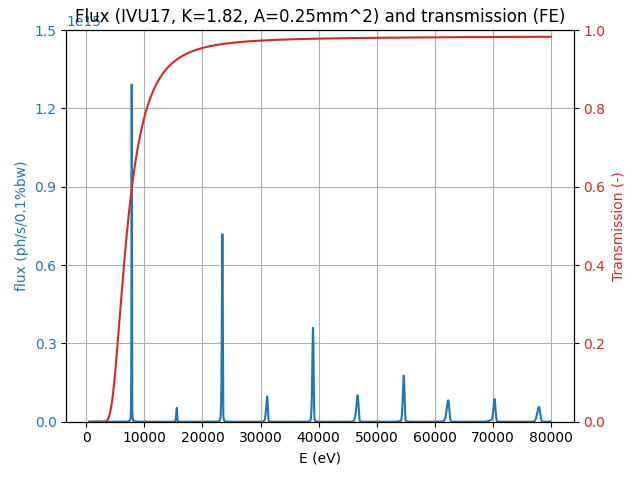 Flux (IVU17, K=1.82, A=0.25mm^2) and transmission (FE)
1e15
1.5
1.2
0.9
0.6
0.3
0.0
flux (ph/s/0.1%bw)
1.0
0.8
0.6
0.4
0.2
0.0
Transmission (-)
0 10000 20000 30000 40000 50000 60000 70000 80000
E (eV)